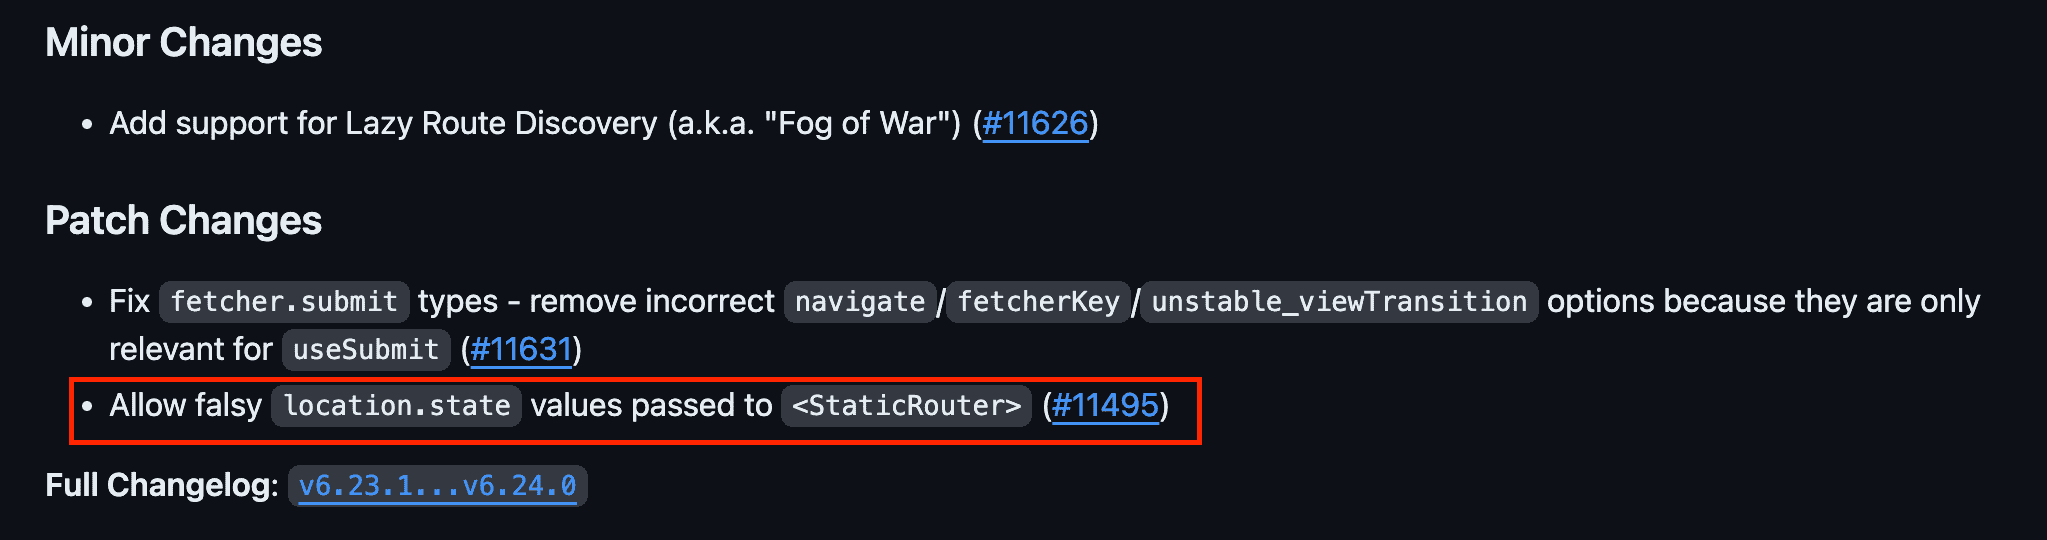 Minor Changes
• Add support for Lazy Route Discovery (a.k.a. "Fog of War") (#11626)
Patch Changes
• Fix fetcher.submit types - remove incorrect navigate/fetcherKey/unstable_viewTransition options because they are only
relevant for useSubmit (#11631)
• Allow falsy location.state values passed to <StaticRouter> (#11495)
Full Changelog: v6.23.1...v6.24.0